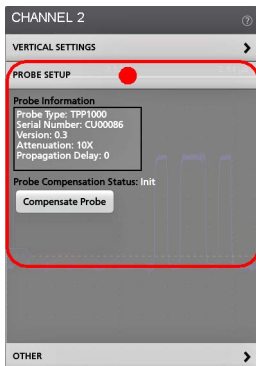 CHANNEL 2
VERTICAL SETTINGS
PROBE SETUP
Probe Information
Probe Type: TPP1000
Serial Number: CU00086
Version: 0.3
Attenuation: 10X
Propagation Delay: 0
Probe Compensation Status: Init
Compensate Probe
OTHER